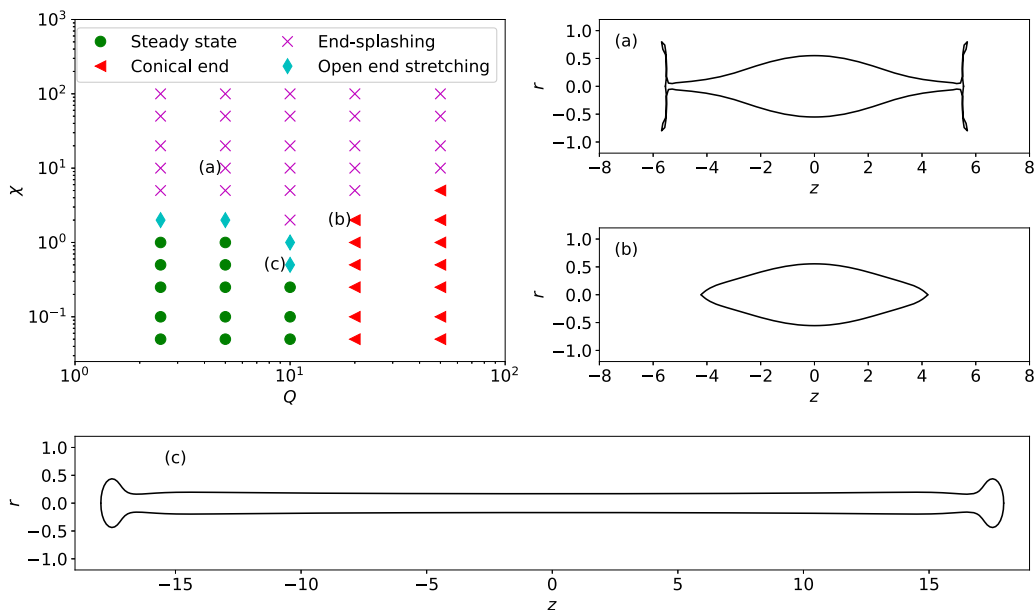 10³
10²
10¹
10⁰
10⁻¹
χ
10⁰
10¹
10²
Q
Steady state
Conical end
End-splashing
Open end stretching
(a)
(b)
(c)
(a)
1.0
0.5
0.0
−0.5
−1.0
r
−8 −6 −4 −2 0 2 4 6 8
z
(b)
1.0
0.5
0.0
−0.5
−1.0
r
−8 −6 −4 −2 0 2 4 6 8
z
(c)
1.0
0.5
0.0
−0.5
−1.0
r
−15 −10 −5 0 5 10 15
z